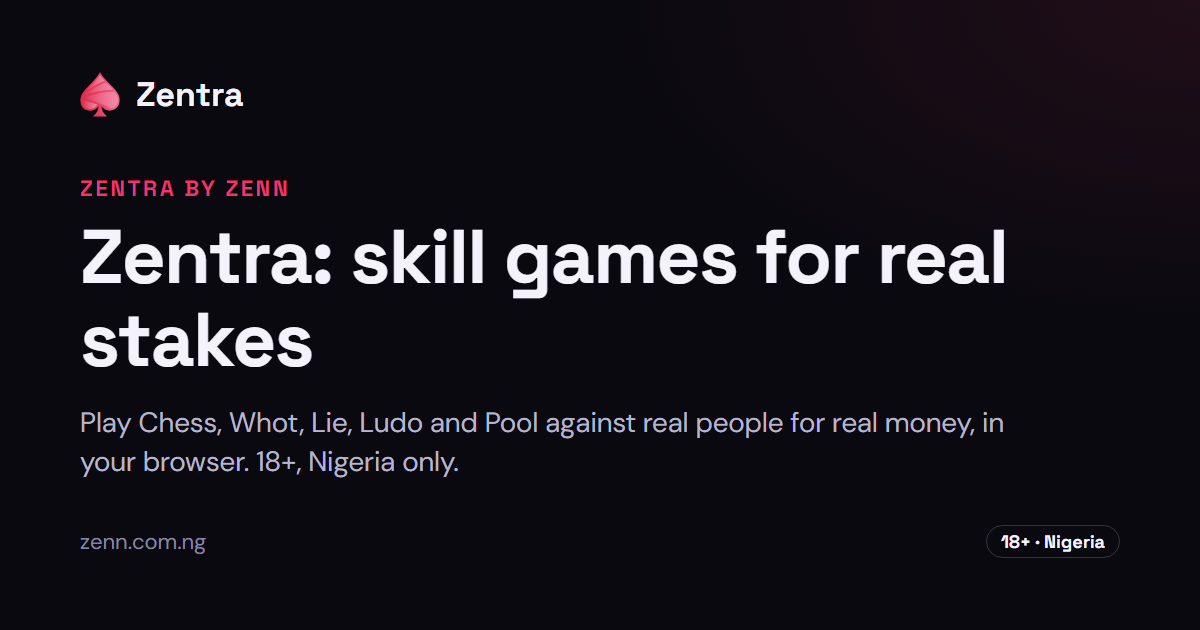 Zentra
ZENTRA BY ZENN
Zentra: skill games for real
stakes
Play Chess, Whot, Lie, Ludo and Pool against real people for real money, in
your browser. 18+, Nigeria only.
zenn.com.ng
18+ · Nigeria